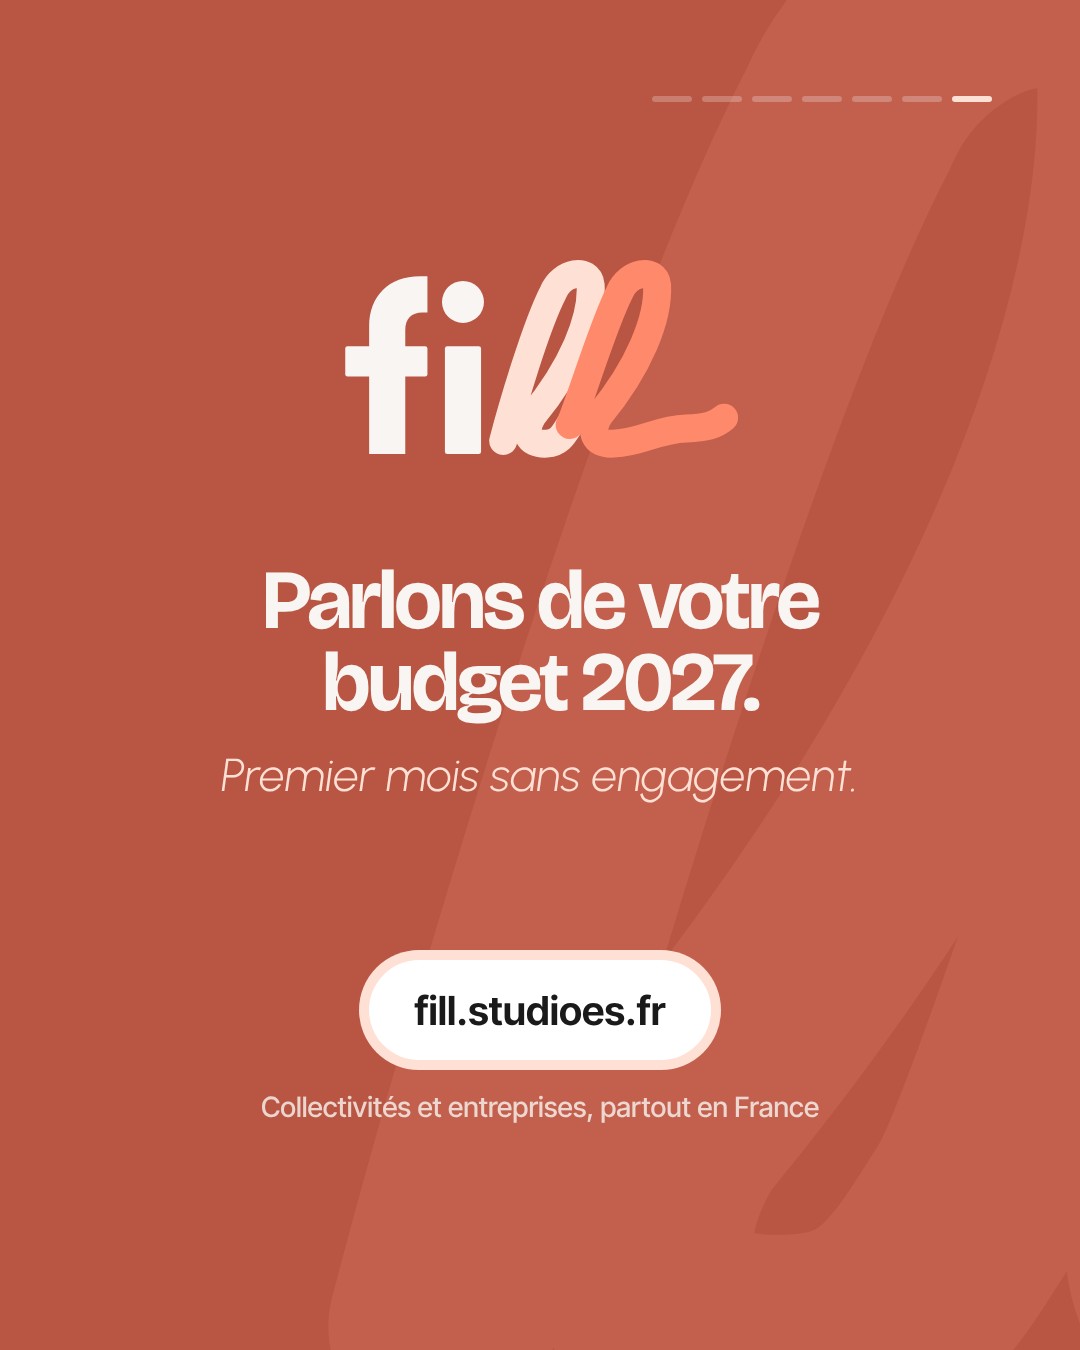 fill
Parlons de votre
budget 2027.
Premier mois sans engagement.
fill.studioes.fr
Collectivités et entreprises, partout en France